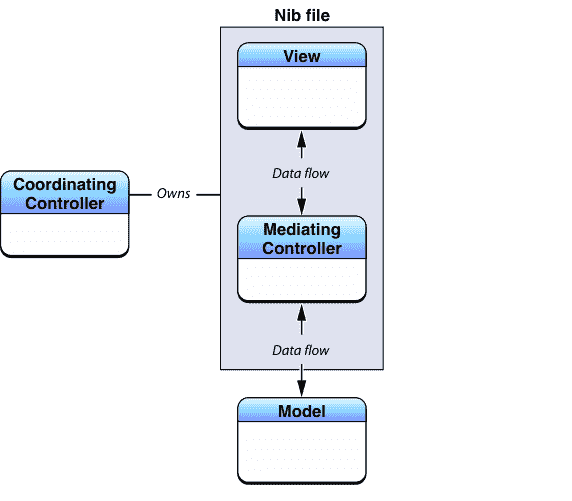 Nib file
View
Data flow
Coordinating
Controller
Owns
Mediating
Controller
Data flow
Model